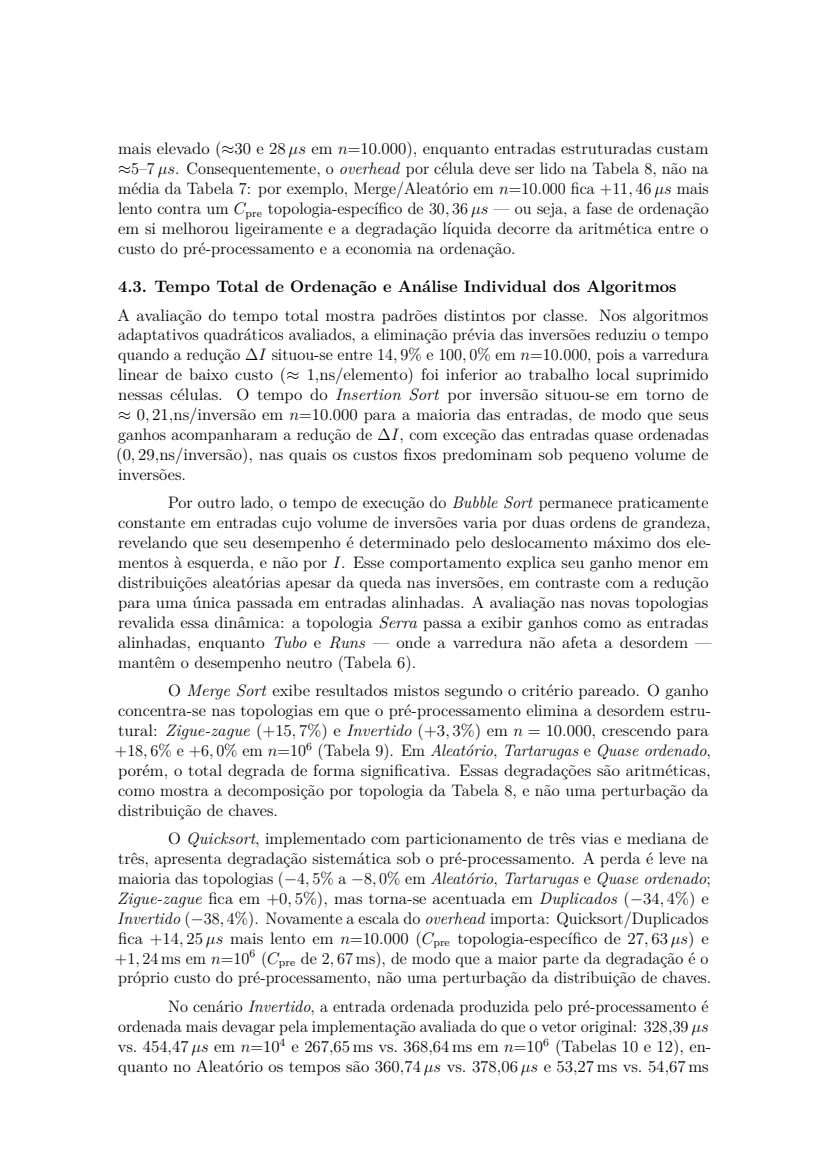 mais elevado (≈30 e 28 µs em n=10.000), enquanto entradas estruturadas custam
≈5–7 µs. Consequentemente, o overhead por célula deve ser lido na Tabela 8, não na
média da Tabela 7: por exemplo, Merge/Aleatório em n=10.000 fica +11, 46 µs mais
lento contra um Cpre topologia-específico de 30, 36 µs — ou seja, a fase de ordenação
em si melhorou ligeiramente e a degradação líquida decorre da aritmética entre o
custo do pré-processamento e a economia na ordenação.
4.3. Tempo Total de Ordenação e Análise Individual dos Algoritmos
A avaliação do tempo total mostra padrões distintos por classe. Nos algoritmos
adaptativos quadráticos avaliados, a eliminação prévia das inversões reduziu o tempo
quando a redução ΔI situou-se entre 14, 9% e 100, 0% em n=10.000, pois a varredura
linear de baixo custo (≈ 1,ns/elemento) foi inferior ao trabalho local suprimido
nessas células. O tempo do Insertion Sort por inversão situou-se em torno de
≈ 0, 21,ns/inversão em n=10.000 para a maioria das entradas, de modo que seus
ganhos acompanharam a redução de ΔI, com exceção das entradas quase ordenadas
(0, 29,ns/inversão), nas quais os custos fixos predominam sob pequeno volume de
inversões.
Por outro lado, o tempo de execução do Bubble Sort permanece praticamente
constante em entradas cujo volume de inversões varia por duas ordens de grandeza,
revelando que seu desempenho é determinado pelo deslocamento máximo dos ele-
mentos à esquerda, e não por I. Esse comportamento explica seu ganho menor em
distribuições aleatórias apesar da queda nas inversões, em contraste com a redução
para uma única passada em entradas alinhadas. A avaliação nas novas topologias
revalida essa dinâmica: a topologia Serra passa a exibir ganhos como as entradas
alinhadas, enquanto Tubo e Runs — onde a varredura não afeta a desordem —
mantêm o desempenho neutro (Tabela 6).
O Merge Sort exibe resultados mistos segundo o critério pareado. O ganho
concentra-se nas topologias em que o pré-processamento elimina a desordem estru-
tural: Zigue-zague (+15, 7%) e Invertido (+3, 3%) em n = 10.000, crescendo para
+18, 6% e +6, 0% em n=10⁶ (Tabela 9). Em Aleatório, Tartarugas e Quase ordenado,
porém, o total degrada de forma significativa. Essas degradações são aritméticas,
como mostra a decomposição por topologia da Tabela 8, e não uma perturbação da
distribuição de chaves.
O Quicksort, implementado com particionamento de três vias e mediana de
três, apresenta degradação sistemática sob o pré-processamento. A perda é leve na
maioria das topologias (−4, 5% a −8, 0% em Aleatório, Tartarugas e Quase ordenado;
Zigue-zague fica em +0, 5%), mas torna-se acentuada em Duplicados (−34, 4%) e
Invertido (−38, 4%). Novamente a escala do overhead importa: Quicksort/Duplicados
fica +14, 25 µs mais lento em n=10.000 (Cpre topologia-específico de 27, 63 µs) e
+1, 24 ms em n=10⁶ (Cpre de 2, 67 ms), de modo que a maior parte da degradação é o
próprio custo do pré-processamento, não uma perturbação da distribuição de chaves.
No cenário Invertido, a entrada ordenada produzida pelo pré-processamento é
ordenada mais devagar pela implementação avaliada do que o vetor original: 328,39 µs
vs. 454,47 µs em n=10⁴ e 267,65 ms vs. 368,64 ms em n=10⁶ (Tabelas 10 e 12), en-
quanto no Aleatório os tempos são 360,74 µs vs. 378,06 µs e 53,27 ms vs. 54,67 ms